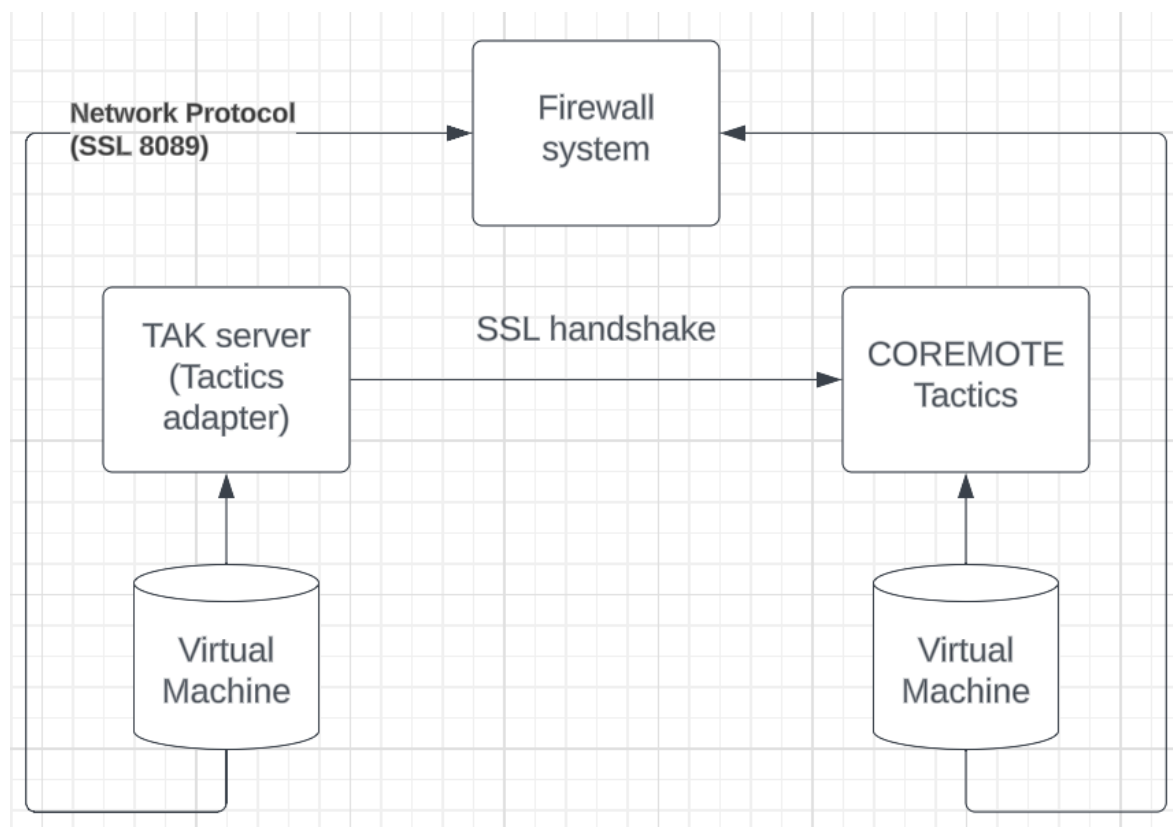 Firewall
system
Network Protocol
(SSL 8089)
TAK server
(Tactics
adapter)
SSL handshake
COREMOTE
Tactics
Virtual
Machine
Virtual
Machine